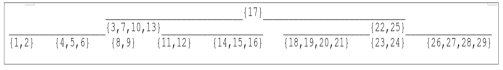 {17}
{3,7,10,13} {22,25}
{1,2} {4,5,6} {8,9} {11,12} {14,15,16} {18,19,20,21} {23,24} {26,27,28,29}